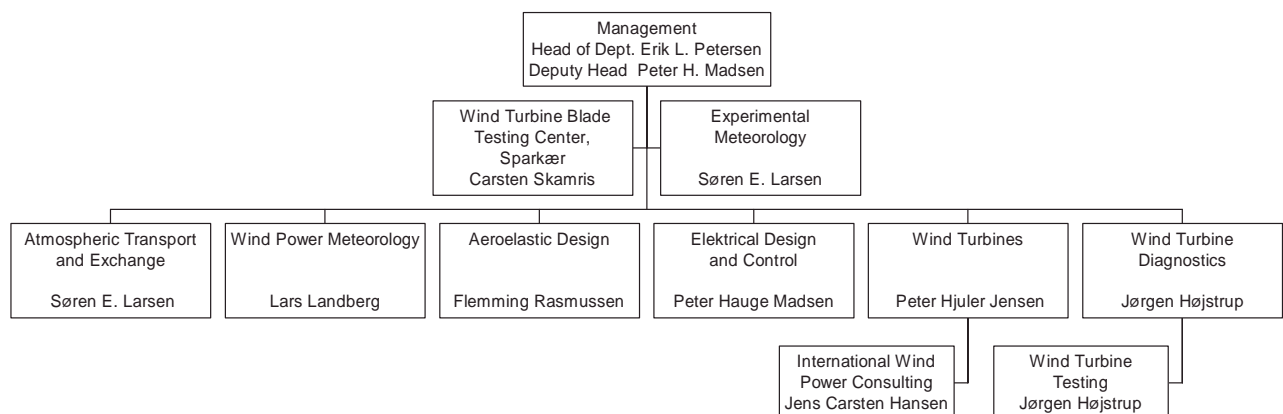 Management
Head of Dept. Erik L. Petersen
Deputy Head Peter H. Madsen
Wind Turbine Blade
Testing Center,
Sparkær
Carsten Skamris
Experimental
Meteorology
Søren E. Larsen
Atmospheric Transport
and Exchange
Søren E. Larsen
Wind Power Meteorology
Lars Landberg
Aeroelastic Design
Flemming Rasmussen
Elektrical Design
and Control
Peter Hauge Madsen
Wind Turbines
Peter Hjuler Jensen
Wind Turbine
Diagnostics
Jørgen Højstrup
International Wind
Power Consulting
Jens Carsten Hansen
Wind Turbine
Testing
Jørgen Højstrup